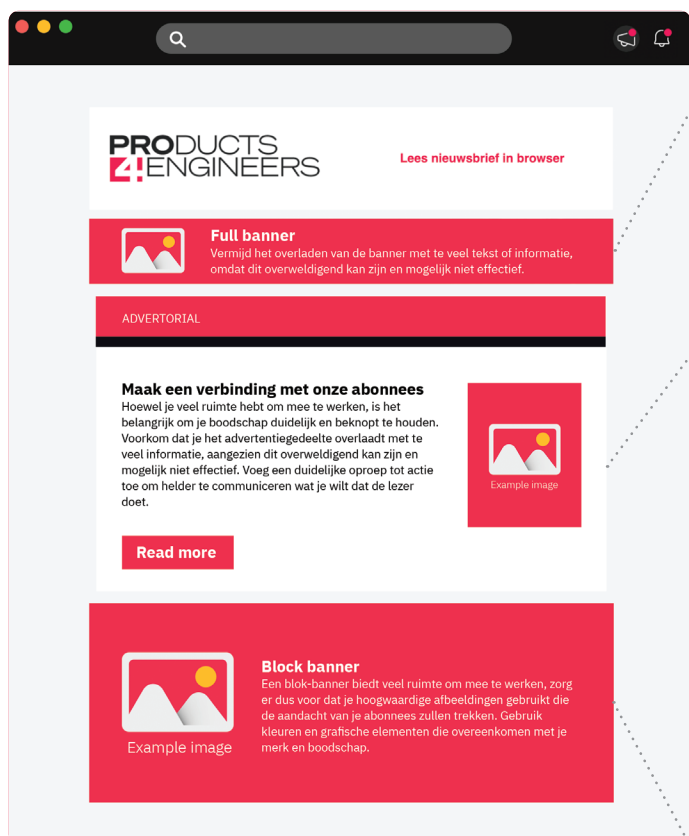 PRODUCTS
4!ENGINEERS
Lees nieuwsbrief in browser
Full banner
Vermijd het overladen van de banner met te veel tekst of informatie,
omdat dit overweldigend kan zijn en mogelijk niet effectief.
ADVERTORIAL
Maak een verbinding met onze abonnees
Hoewel je veel ruimte hebt om mee te werken, is het
belangrijk om je boodschap duidelijk en beknopt te houden.
Voorkom dat je het advertentiegedeelte overlaadt met te
veel informatie, aangezien dit overweldigend kan zijn en
mogelijk niet effectief. Voeg een duidelijke oproep tot actie
toe om helder te communiceren wat je wilt dat de lezer
doet.
Example image
Read more
Block banner
Een blok-banner biedt veel ruimte om mee te werken, zorg
er dus voor dat je hoogwaardige afbeeldingen gebruikt die
de aandacht van je abonnees zullen trekken. Gebruik
kleuren en grafische elementen die overeenkomen met je
merk en boodschap.
Example image